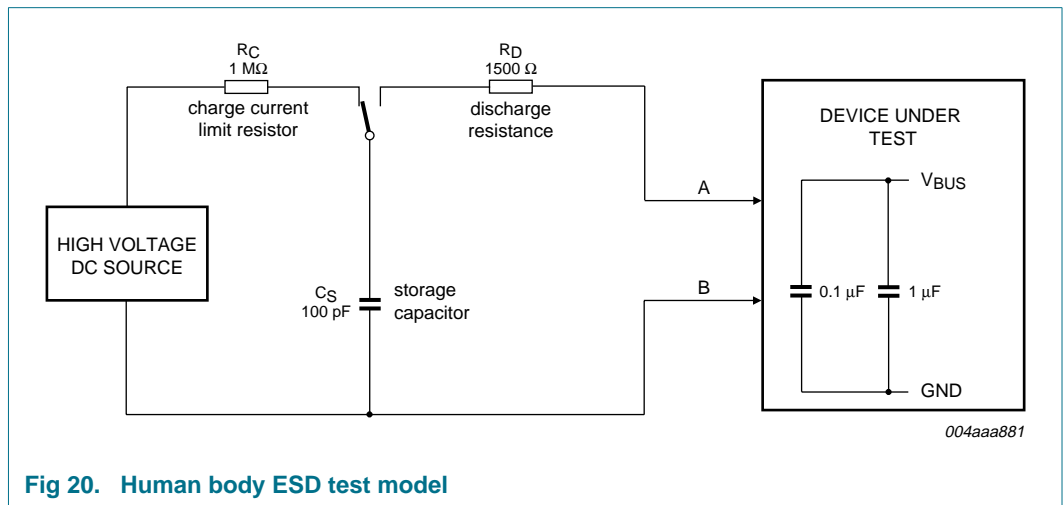 RC
1 MΩ
charge current
limit resistor
RD
1500 Ω
discharge
resistance
DEVICE UNDER
TEST
VBUS
A
HIGH VOLTAGE
DC SOURCE
CS
100 pF
storage
capacitor
B
0.1 μF
1 μF
GND
004aaa881
Fig 20. Human body ESD test model